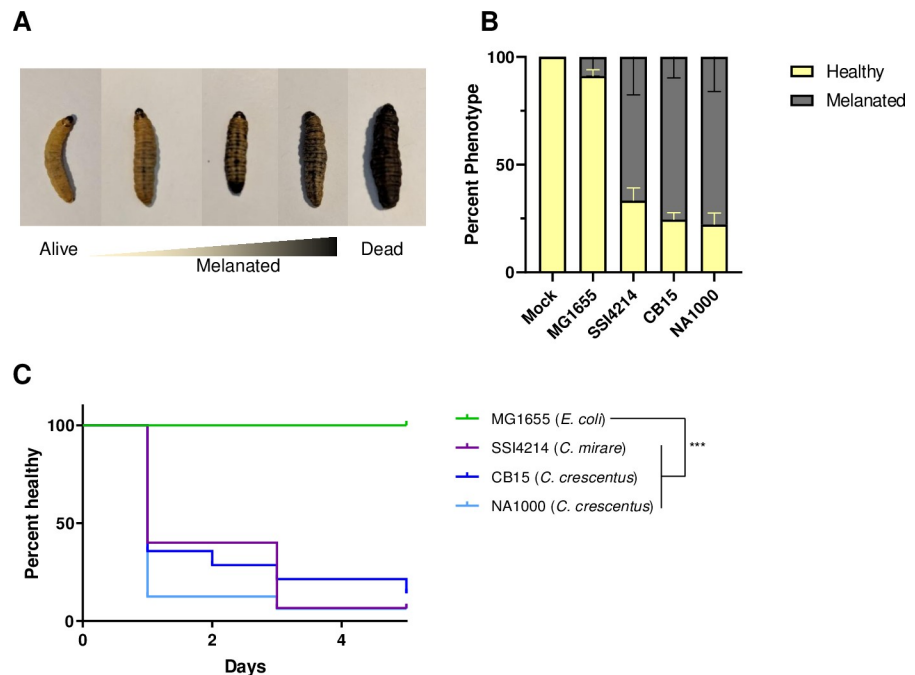 A
Alive
Melanated
Dead
B
Percent Phenotype
100
50
0
Mock
MG1655
SSI4214
CB15
NA1000
Healthy
Melanated
C
Percent healthy
100
50
0
0
2
4
Days
MG1655 (E. coli)
SSI4214 (C. mirare)
CB15 (C. crescentus)
NA1000 (C. crescentus)
***